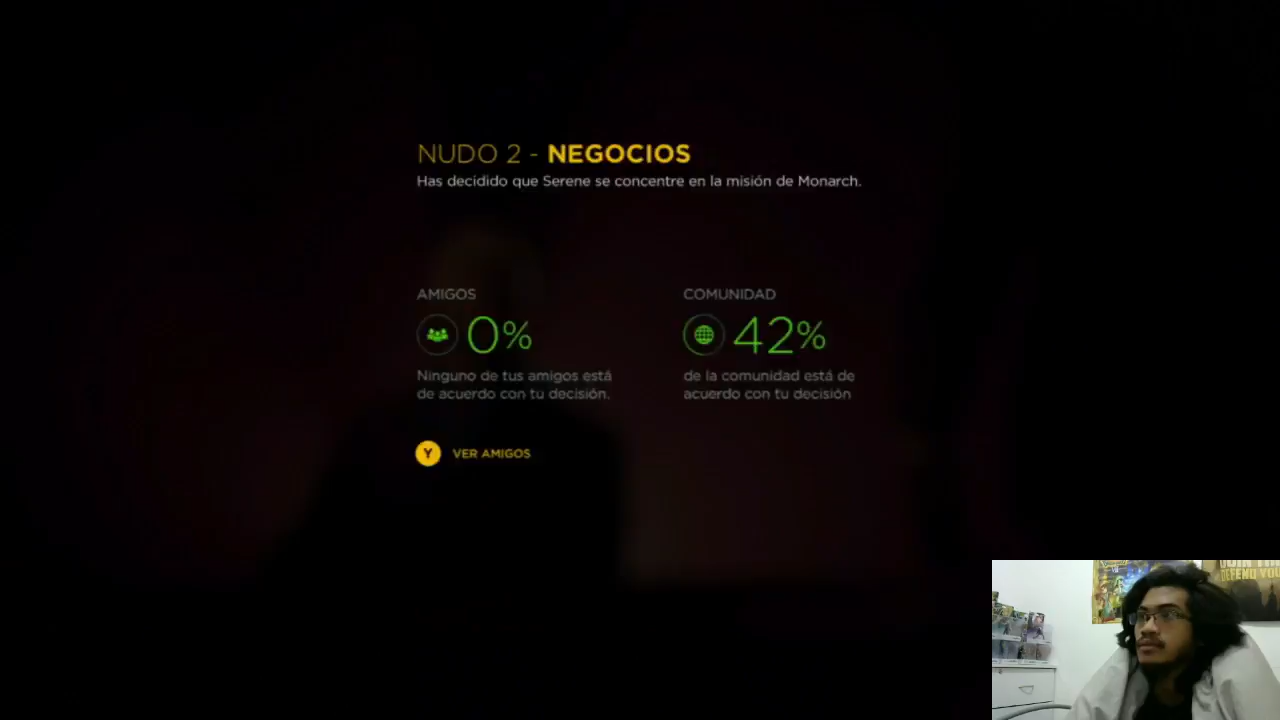 NUDO 2 - NEGOCIOS
Has decidido que Serene se concentre en la misión de Monarch.
AMIGOS
0%
Ninguno de tus amigos está
de acuerdo con tu decisión.
COMUNIDAD
42%
de la comunidad está de
acuerdo con tu decisión
Y VER AMIGOS
DEFEND YOU